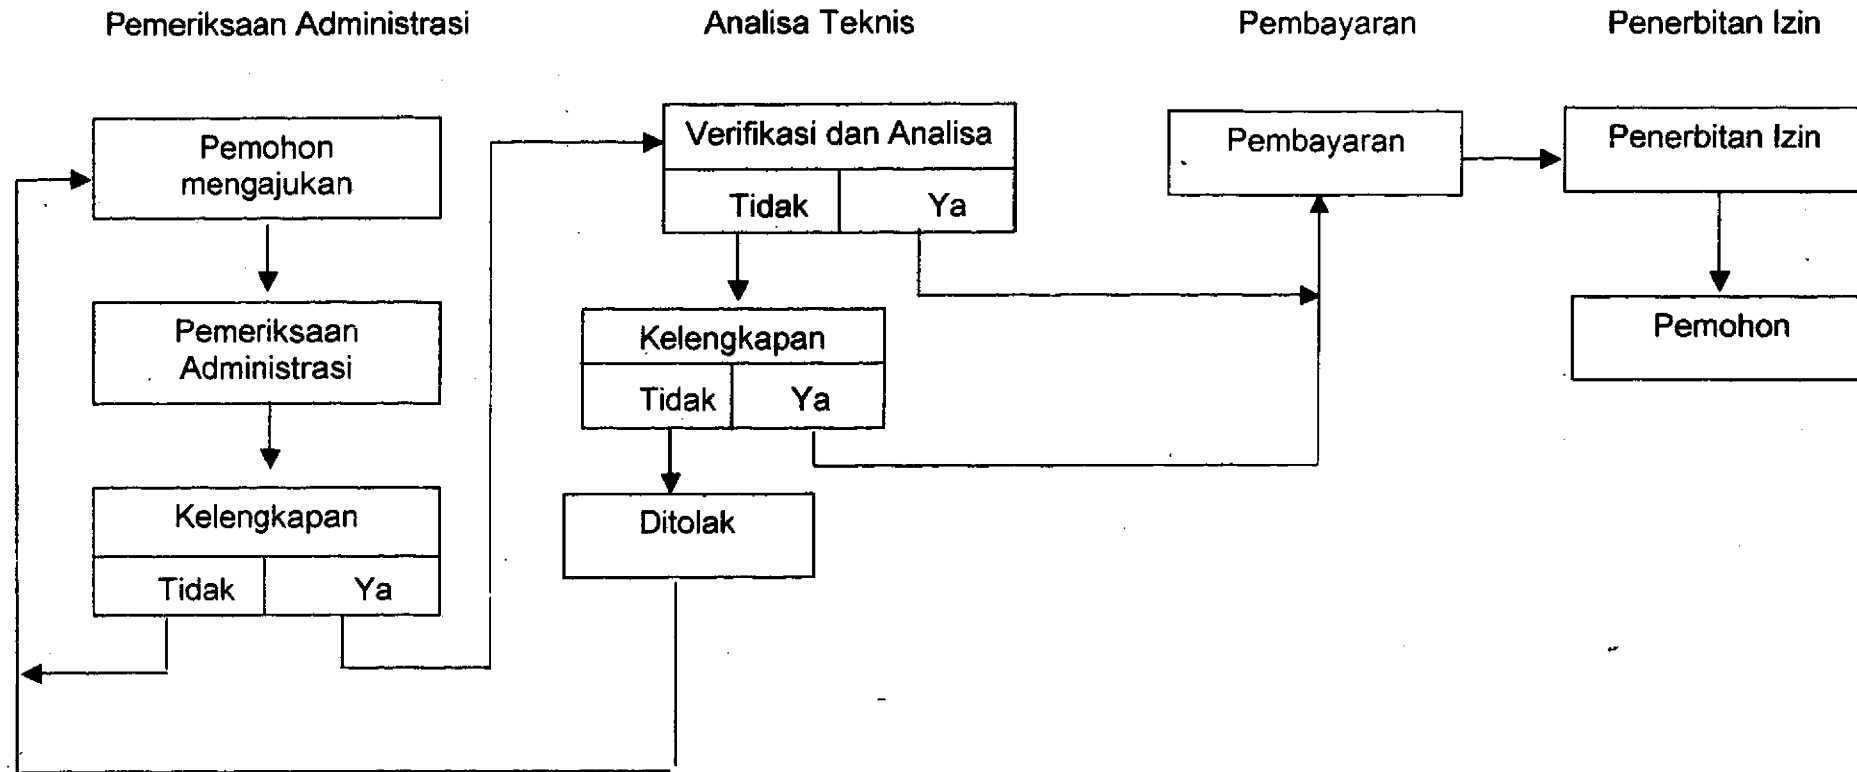 Pemeriksaan Administrasi
Analisa Teknis
Pembayaran
Penerbitan Izin
Pemohon
mengajukan
Pemeriksaan
Administrasi
Kelengkapan
Tidak
Ya
Verifikasi dan Analisa
Tidak
Ya
Kelengkapan
Tidak
Ya
Ditolak
Pembayaran
Penerbitan Izin
Pemohon